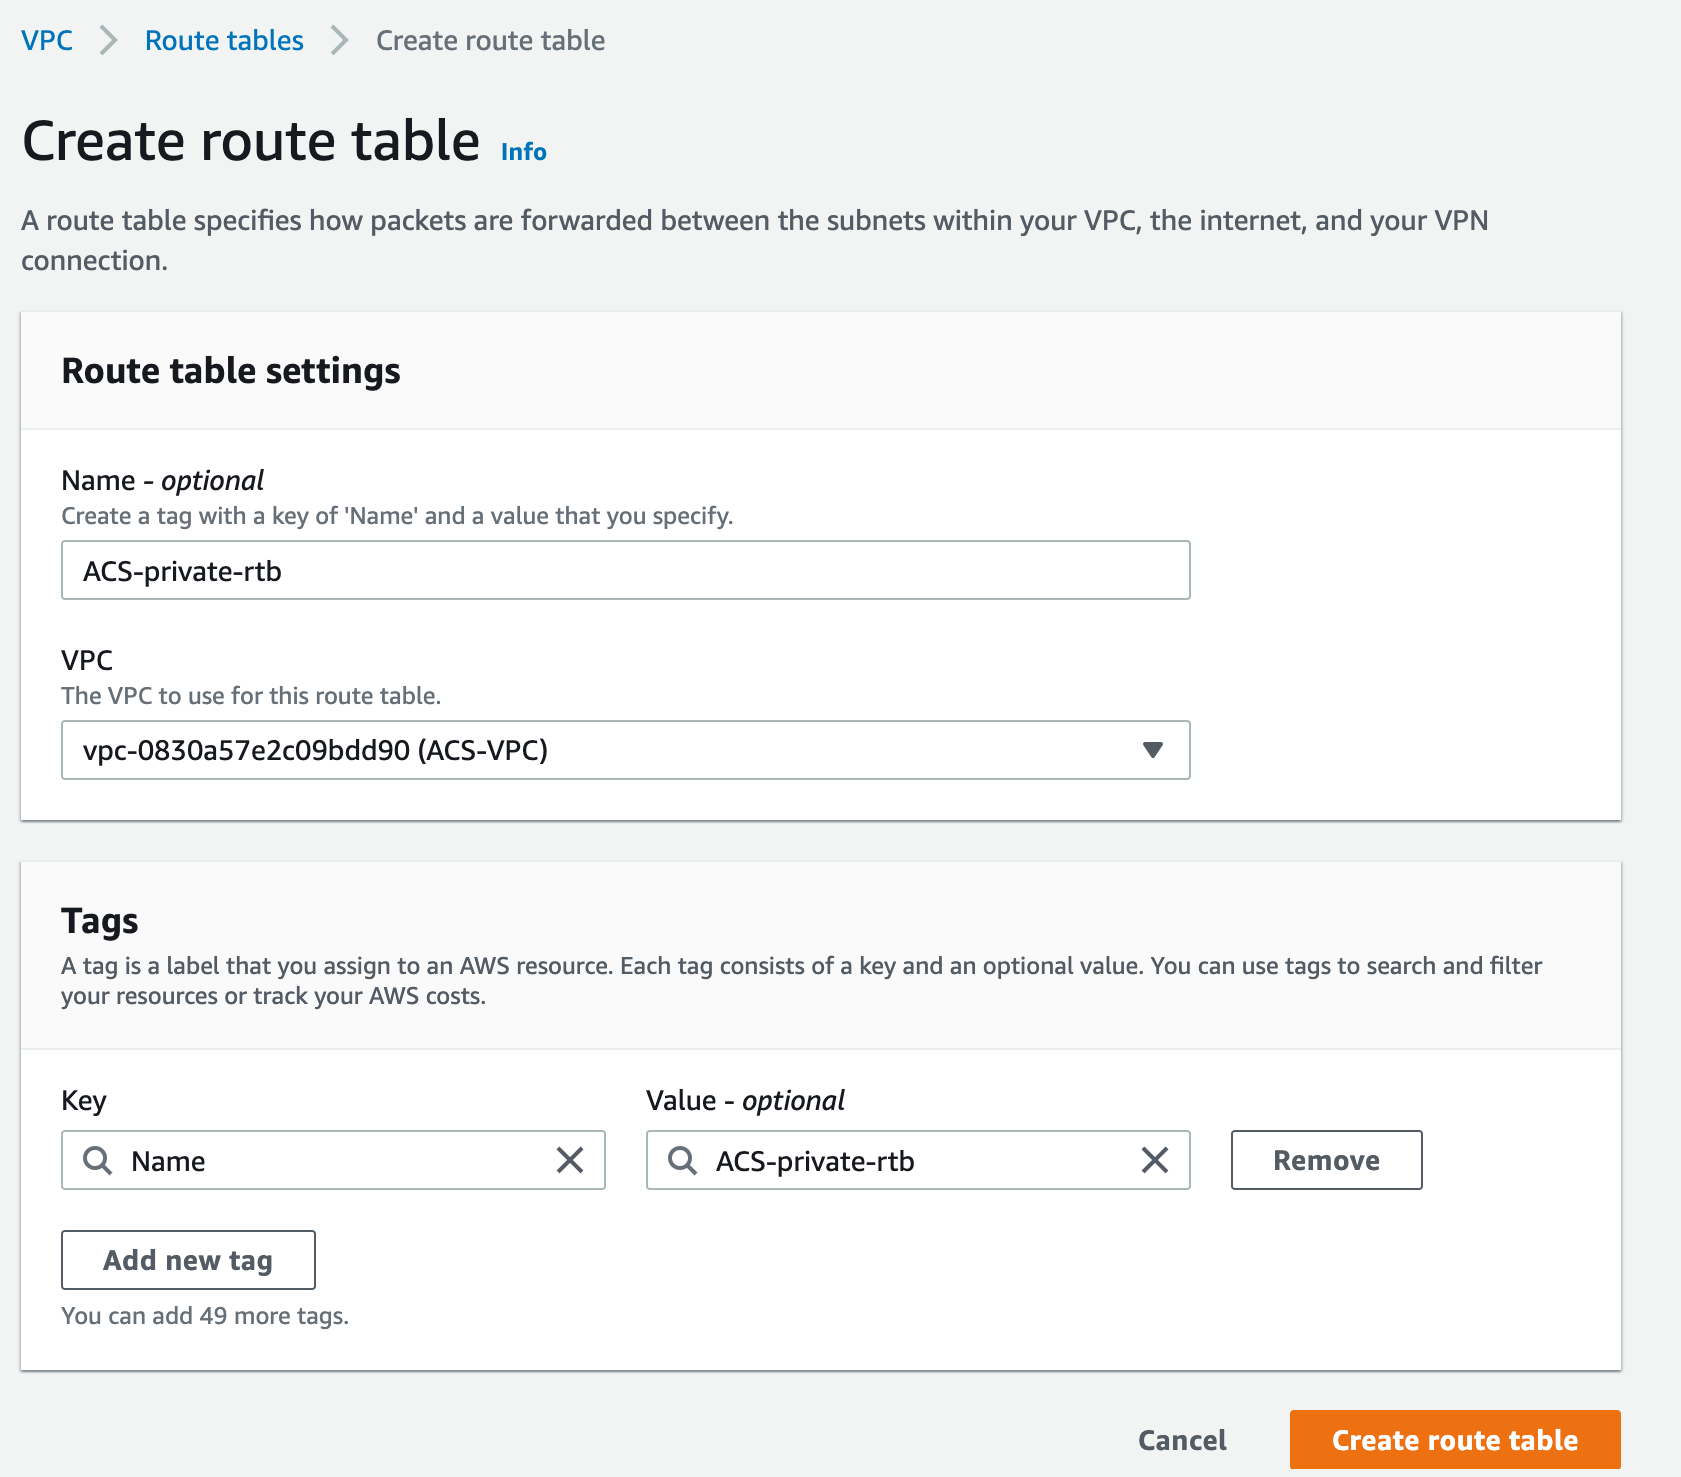 VPC > Route tables > Create route table
Create route table Info
A route table specifies how packets are forwarded between the subnets within your VPC, the internet, and your VPN
connection.
Route table settings
Name - optional
Create a tag with a key of 'Name' and a value that you specify.
ACS-private-rtb
VPC
The VPC to use for this route table.
vpc-0830a57e2c09bdd90 (ACS-VPC)
Tags
A tag is a label that you assign to an AWS resource. Each tag consists of a key and an optional value. You can use tags to search and filter
your resources or track your AWS costs.
Key Value - optional
Name ACS-private-rtb Remove
Add new tag
You can add 49 more tags.
Cancel Create route table